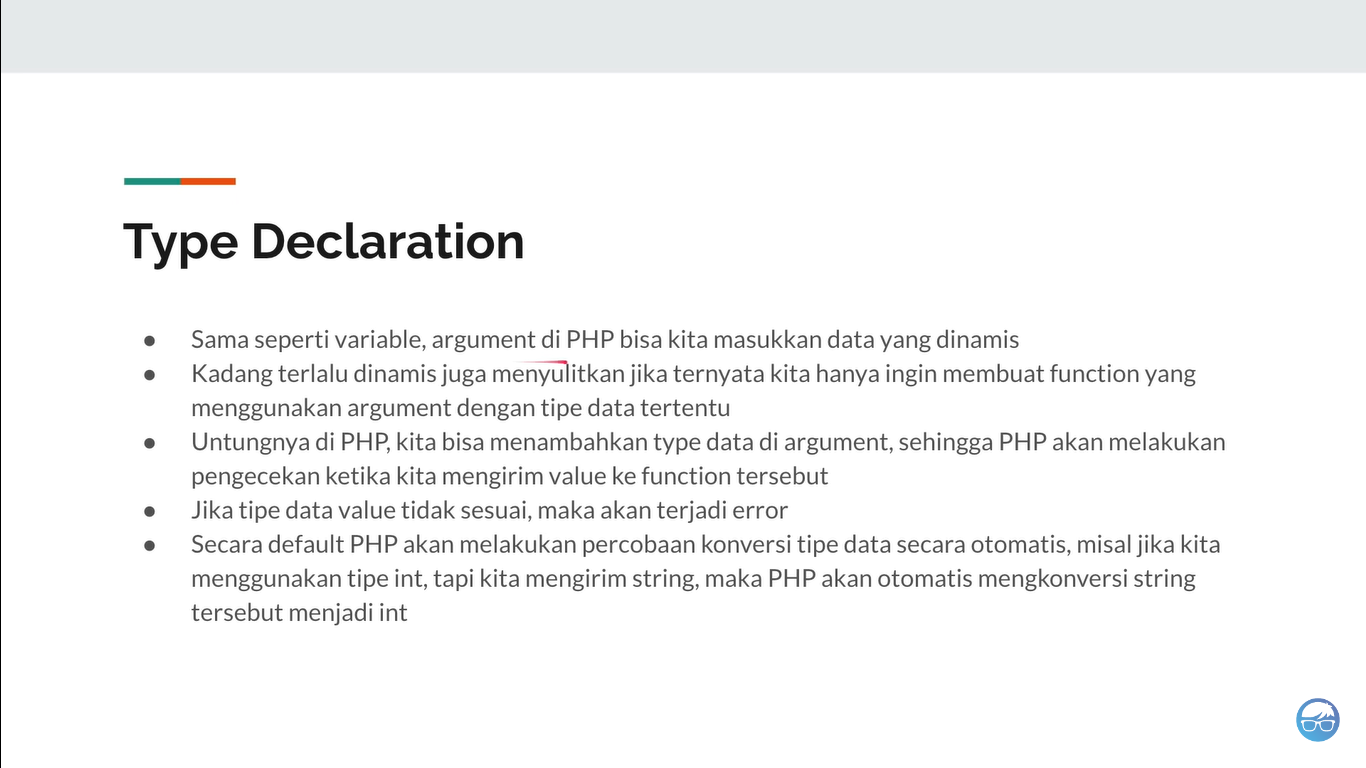 Type Declaration
● Sama seperti variable, argument di PHP bisa kita masukkan data yang dinamis
● Kadang terlalu dinamis juga menyulitkan jika ternyata kita hanya ingin membuat function yang
menggunakan argument dengan tipe data tertentu
● Untungnya di PHP, kita bisa menambahkan type data di argument, sehingga PHP akan melakukan
pengecekan ketika kita mengirim value ke function tersebut
● Jika tipe data value tidak sesuai, maka akan terjadi error
● Secara default PHP akan melakukan percobaan konversi tipe data secara otomatis, misal jika kita
menggunakan tipe int, tapi kita mengirim string, maka PHP akan otomatis mengkonversi string
tersebut menjadi int